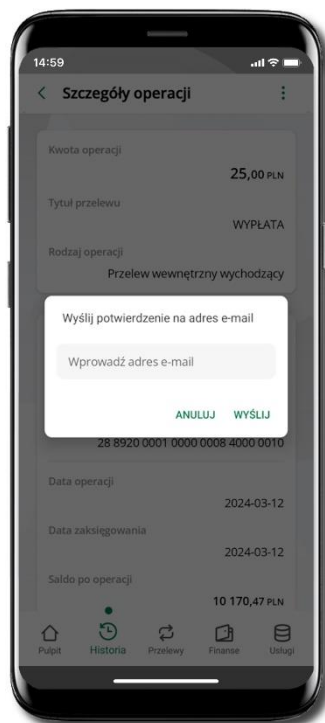 14:59
Szczegóły operacji
Kwota operacji
25,00 PLN
Tytuł przelewu
WYPŁATA
Rodzaj operacji
Przelew wewnętrzny wychodzący
Wyślij potwierdzenie na adres e-mail
Wprowadź adres e-mail
ANULUJ WYŚLIJ
28 8920 0001 0000 0008 4000 0010
Data operacji
2024-03-12
Data zaksięgowania
2024-03-12
Saldo po operacji
10 170,47 PLN
Pulpit Historia Przelewy Finanse Usługi